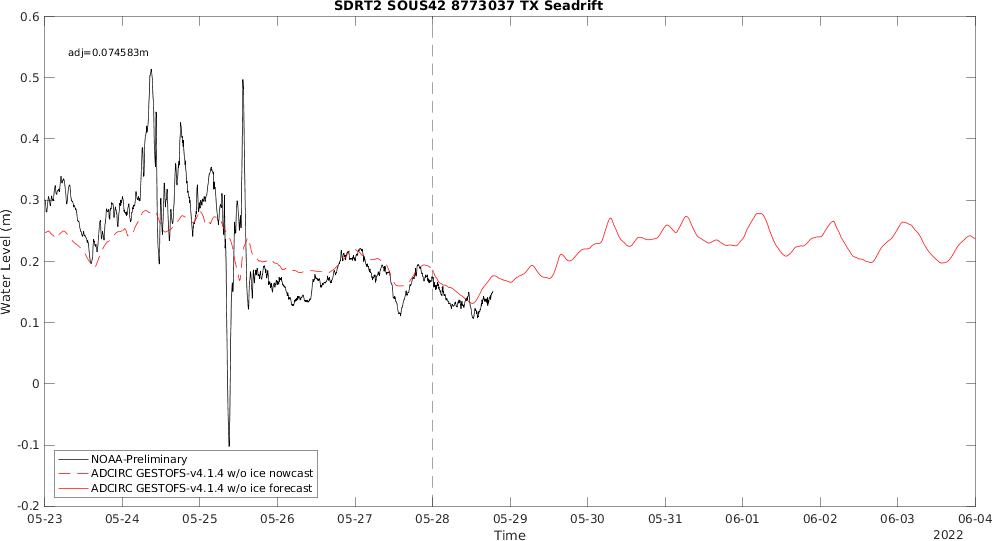 SDRT2 SOUS42 8773037 TX Seadrift
adj=0.074583m
0.6
0.5
0.4
0.3
0.2
0.1
0
-0.1
-0.2
Water Level (m)
NOAA-Preliminary
ADCIRC GESTOFS-v4.1.4 w/o ice nowcast
ADCIRC GESTOFS-v4.1.4 w/o ice forecast
05-23 05-24 05-25 05-26 05-27 05-28 05-29 05-30 05-31 06-01 06-02 06-03 06-04
Time
2022